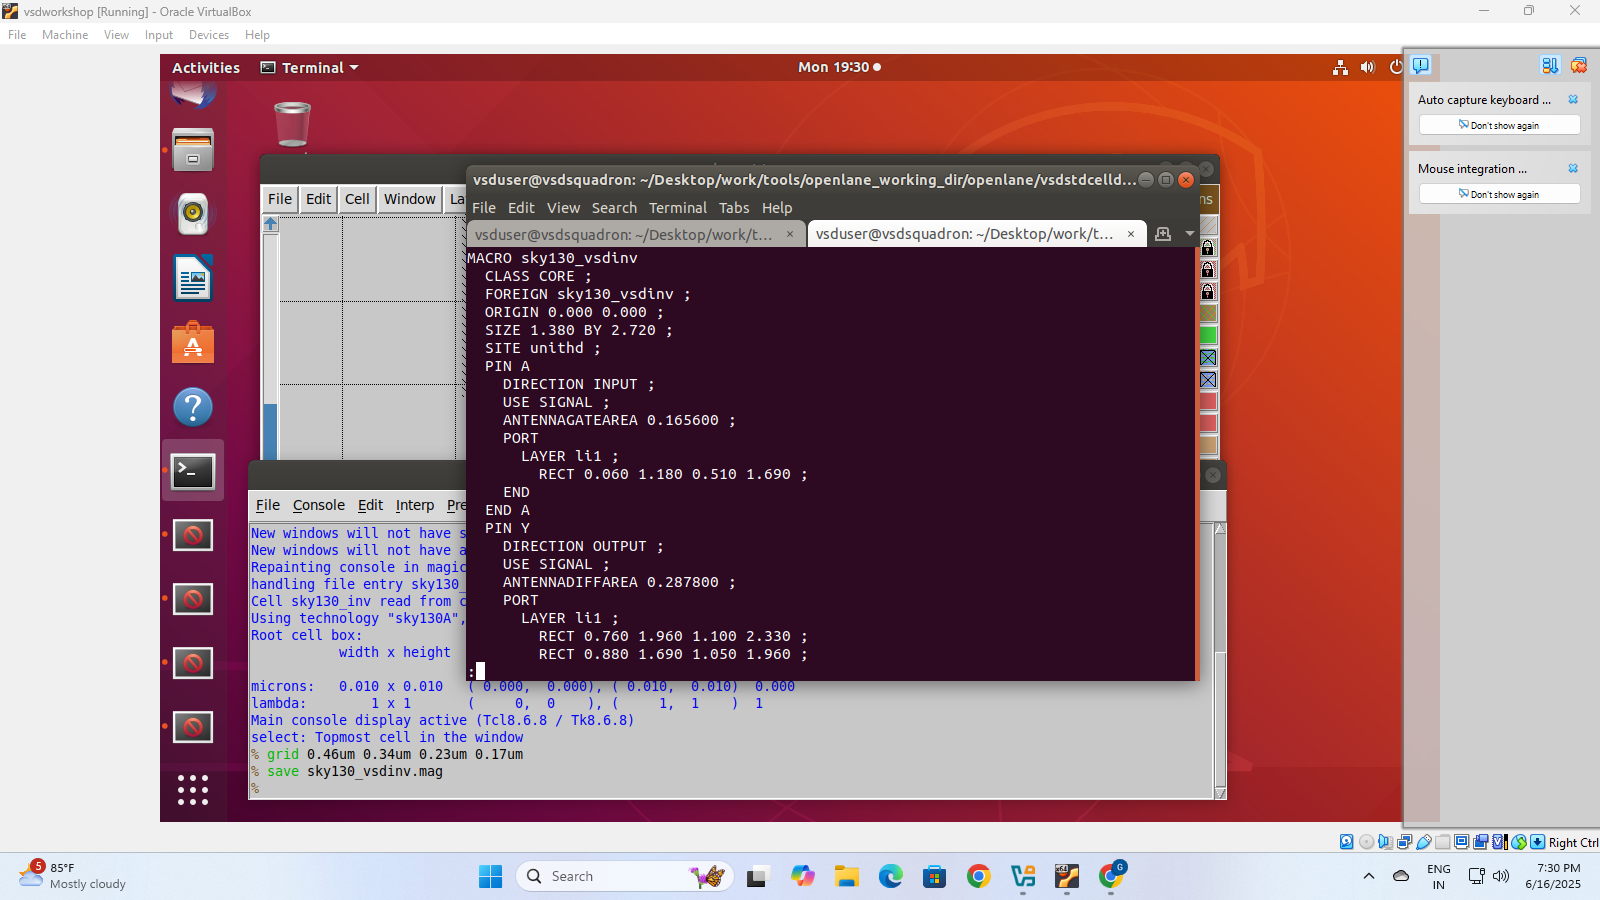 vsdworkshop [Running] - Oracle VirtualBox
File Machine View Input Devices Help
Activities Terminal Mon 19:30
Auto capture keyboard ...
Don't show again
Mouse integration ...
Don't show again
File Edit Cell Window La
ns
vsduser@vsdsquadron: ~/Desktop/work/tools/openlane_working_dir/openlane/vsdstdcelld...
File Edit View Search Terminal Tabs Help
vsduser@vsdsquadron: ~/Desktop/work/t... × vsduser@vsdsquadron: ~/Desktop/work/t... ×
MACRO sky130_vsdinv
CLASS CORE ;
FOREIGN sky130_vsdinv ;
ORIGIN 0.000 0.000 ;
SIZE 1.380 BY 2.720 ;
SITE unithd ;
PIN A
DIRECTION INPUT ;
USE SIGNAL ;
ANTENNAGATEAREA 0.165600 ;
PORT
LAYER li1 ;
RECT 0.060 1.180 0.510 1.690 ;
END
END A
PIN Y
DIRECTION OUTPUT ;
USE SIGNAL ;
ANTENNADIFFAREA 0.287800 ;
PORT
LAYER li1 ;
RECT 0.760 1.960 1.100 2.330 ;
RECT 0.880 1.690 1.050 1.960 ;
:
File Console Edit Interp Pre
New windows will not have s
New windows will not have a
Repainting console in magic
handling file entry sky130_
Cell sky130_inv read from c
Using technology "sky130A",
Root cell box:
width x height
microns: 0.010 x 0.010 ( 0.000, 0.000), ( 0.010, 0.010) 0.000
lambda: 1 x 1 ( 0, 0 ), ( 1, 1 ) 1
Main console display active (Tcl8.6.8 / Tk8.6.8)
select: Topmost cell in the window
% grid 0.46um 0.34um 0.23um 0.17um
% save sky130_vsdinv.mag
%
Right Ctrl
5
85°F
Mostly cloudy
Search
G
ENG
IN
7:30 PM
6/16/2025